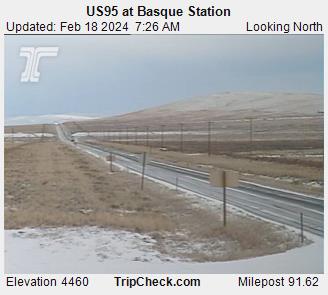 US95 at Basque Station
Updated: Feb 18 2024 7:26 AM Looking North
Elevation 4460 TripCheck.com Milepost 91.62